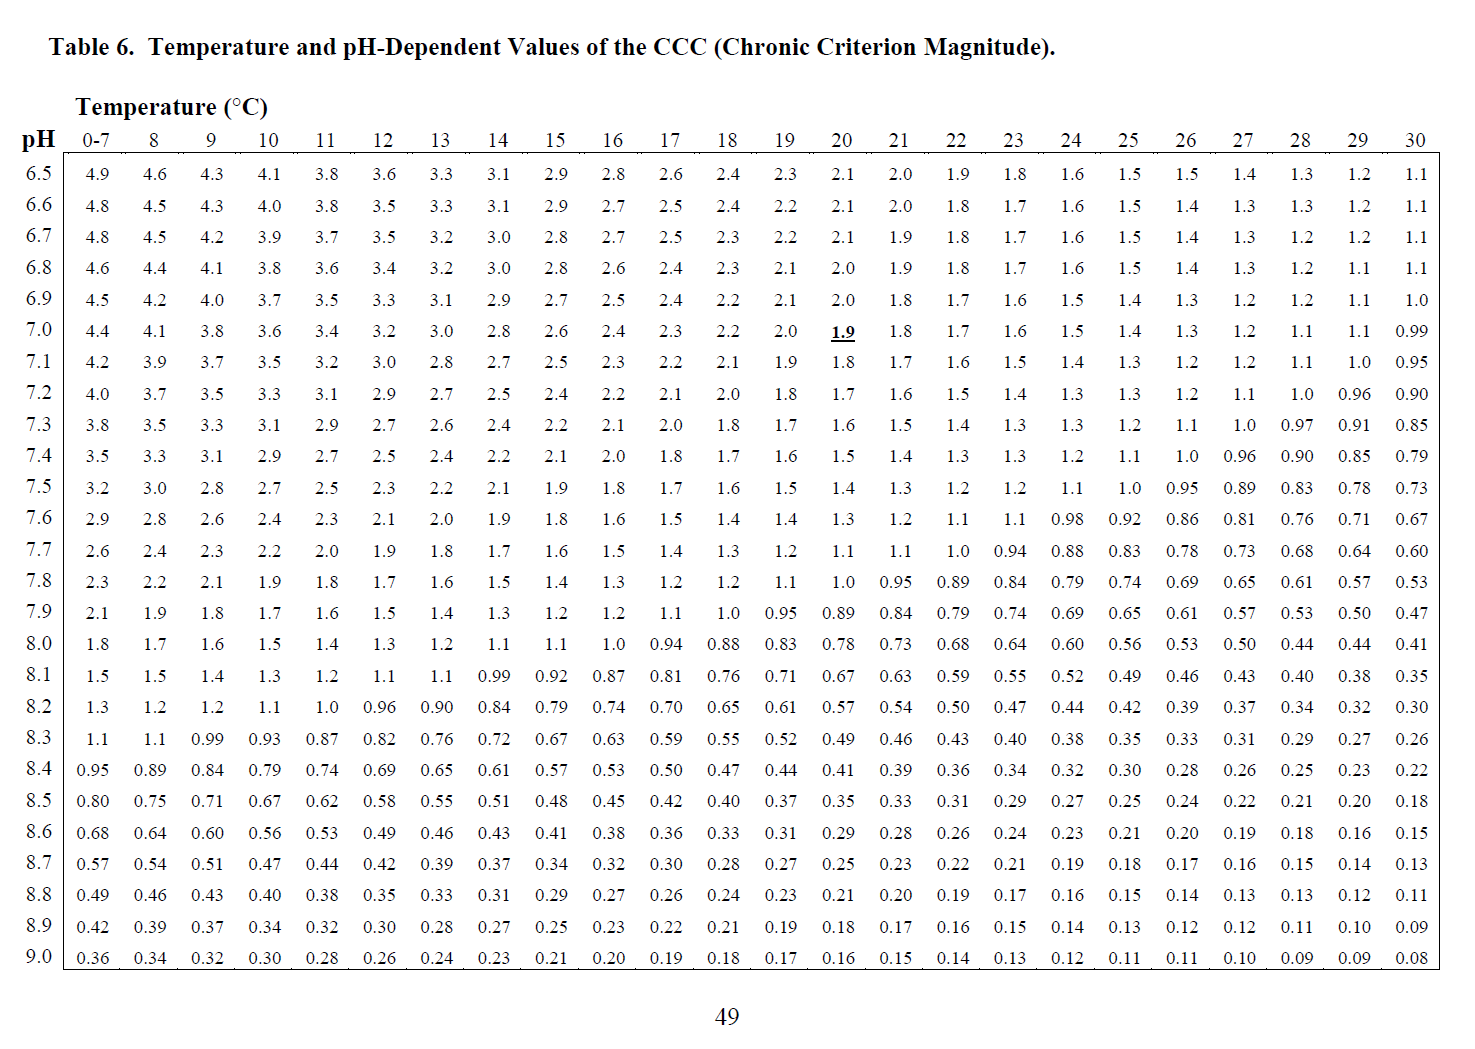 Table 6. Temperature and pH-Dependent Values of the CCC (Chronic Criterion Magnitude).
Temperature (°C)
pH 0-7 8 9 10 11 12 13 14 15 16 17 18 19 20 21 22 23 24 25 26 27 28 29 30
6.5 4.9 4.6 4.3 4.1 3.8 3.6 3.3 3.1 2.9 2.8 2.6 2.4 2.3 2.1 2.0 1.9 1.8 1.6 1.5 1.5 1.4 1.3 1.2 1.1
6.6 4.8 4.5 4.3 4.0 3.8 3.5 3.3 3.1 2.9 2.7 2.5 2.4 2.2 2.1 2.0 1.8 1.7 1.6 1.5 1.4 1.3 1.3 1.2 1.1
6.7 4.8 4.5 4.2 3.9 3.7 3.5 3.2 3.0 2.8 2.7 2.5 2.3 2.2 2.1 1.9 1.8 1.7 1.6 1.5 1.4 1.3 1.2 1.2 1.1
6.8 4.6 4.4 4.1 3.8 3.6 3.4 3.2 3.0 2.8 2.6 2.4 2.3 2.1 2.0 1.9 1.8 1.7 1.6 1.5 1.4 1.3 1.2 1.1 1.1
6.9 4.5 4.2 4.0 3.7 3.5 3.3 3.1 2.9 2.7 2.5 2.4 2.2 2.1 2.0 1.8 1.7 1.6 1.5 1.4 1.3 1.2 1.2 1.1 1.0
7.0 4.4 4.1 3.8 3.6 3.4 3.2 3.0 2.8 2.6 2.4 2.3 2.2 2.0 1.9 1.8 1.7 1.6 1.5 1.4 1.3 1.2 1.1 1.1 0.99
7.1 4.2 3.9 3.7 3.5 3.2 3.0 2.8 2.7 2.5 2.3 2.2 2.1 1.9 1.8 1.7 1.6 1.5 1.4 1.3 1.2 1.2 1.1 1.0 0.95
7.2 4.0 3.7 3.5 3.3 3.1 2.9 2.7 2.5 2.4 2.2 2.1 2.0 1.8 1.7 1.6 1.5 1.4 1.3 1.3 1.2 1.1 1.0 0.96 0.90
7.3 3.8 3.5 3.3 3.1 2.9 2.7 2.6 2.4 2.2 2.1 2.0 1.8 1.7 1.6 1.5 1.4 1.3 1.3 1.2 1.1 1.0 0.97 0.91 0.85
7.4 3.5 3.3 3.1 2.9 2.7 2.5 2.4 2.2 2.1 2.0 1.8 1.7 1.6 1.5 1.4 1.3 1.3 1.2 1.1 1.0 0.96 0.90 0.85 0.79
7.5 3.2 3.0 2.8 2.7 2.5 2.3 2.2 2.1 1.9 1.8 1.7 1.6 1.5 1.4 1.3 1.2 1.2 1.1 1.0 0.95 0.89 0.83 0.78 0.73
7.6 2.9 2.8 2.6 2.4 2.3 2.1 2.0 1.9 1.8 1.6 1.5 1.4 1.4 1.3 1.2 1.1 1.1 0.98 0.92 0.86 0.81 0.76 0.71 0.67
7.7 2.6 2.4 2.3 2.2 2.0 1.9 1.8 1.7 1.6 1.5 1.4 1.3 1.2 1.1 1.1 1.0 0.94 0.88 0.83 0.78 0.73 0.68 0.64 0.60
7.8 2.3 2.2 2.1 1.9 1.8 1.7 1.6 1.5 1.4 1.3 1.2 1.2 1.1 1.0 0.95 0.89 0.84 0.79 0.74 0.69 0.65 0.61 0.57 0.53
7.9 2.1 1.9 1.8 1.7 1.6 1.5 1.4 1.3 1.2 1.2 1.1 1.0 0.95 0.89 0.84 0.79 0.74 0.69 0.65 0.61 0.57 0.53 0.50 0.47
8.0 1.8 1.7 1.6 1.5 1.4 1.3 1.2 1.1 1.1 1.0 0.94 0.88 0.83 0.78 0.73 0.68 0.64 0.60 0.56 0.53 0.50 0.44 0.44 0.41
8.1 1.5 1.5 1.4 1.3 1.2 1.1 1.1 0.99 0.92 0.87 0.81 0.76 0.71 0.67 0.63 0.59 0.55 0.52 0.49 0.46 0.43 0.40 0.38 0.35
8.2 1.3 1.2 1.2 1.1 1.0 0.96 0.90 0.84 0.79 0.74 0.70 0.65 0.61 0.57 0.54 0.50 0.47 0.44 0.42 0.39 0.37 0.34 0.32 0.30
8.3 1.1 1.1 0.99 0.93 0.87 0.82 0.76 0.72 0.67 0.63 0.59 0.55 0.52 0.49 0.46 0.43 0.40 0.38 0.35 0.33 0.31 0.29 0.27 0.26
8.4 0.95 0.89 0.84 0.79 0.74 0.69 0.65 0.61 0.57 0.53 0.50 0.47 0.44 0.41 0.39 0.36 0.34 0.32 0.30 0.28 0.26 0.25 0.23 0.22
8.5 0.80 0.75 0.71 0.67 0.62 0.58 0.55 0.51 0.48 0.45 0.42 0.40 0.37 0.35 0.33 0.31 0.29 0.27 0.25 0.24 0.22 0.21 0.20 0.18
8.6 0.68 0.64 0.60 0.56 0.53 0.49 0.46 0.43 0.41 0.38 0.36 0.33 0.31 0.29 0.28 0.26 0.24 0.23 0.21 0.20 0.19 0.18 0.16 0.15
8.7 0.57 0.54 0.51 0.47 0.44 0.42 0.39 0.37 0.34 0.32 0.30 0.28 0.27 0.25 0.23 0.22 0.21 0.19 0.18 0.17 0.16 0.15 0.14 0.13
8.8 0.49 0.46 0.43 0.40 0.38 0.35 0.33 0.31 0.29 0.27 0.26 0.24 0.23 0.21 0.20 0.19 0.17 0.16 0.15 0.14 0.13 0.13 0.12 0.11
8.9 0.42 0.39 0.37 0.34 0.32 0.30 0.28 0.27 0.25 0.23 0.22 0.21 0.19 0.18 0.17 0.16 0.15 0.14 0.13 0.12 0.12 0.11 0.10 0.09
9.0 0.36 0.34 0.32 0.30 0.28 0.26 0.24 0.23 0.21 0.20 0.19 0.18 0.17 0.16 0.15 0.14 0.13 0.12 0.11 0.11 0.10 0.09 0.09 0.08
49